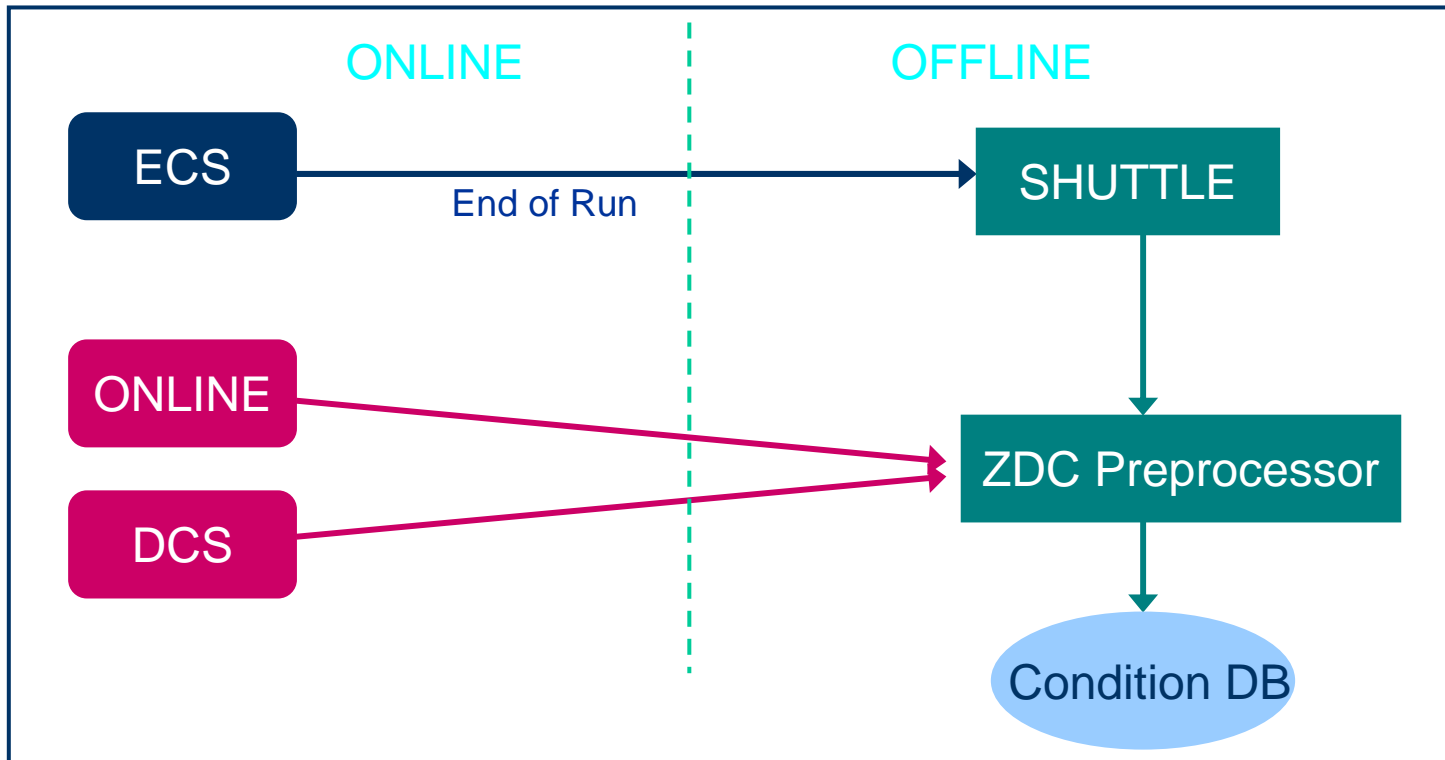 ONLINE
OFFLINE
ECS
End of Run
SHUTTLE
ONLINE
ZDC Preprocessor
DCS
Condition DB